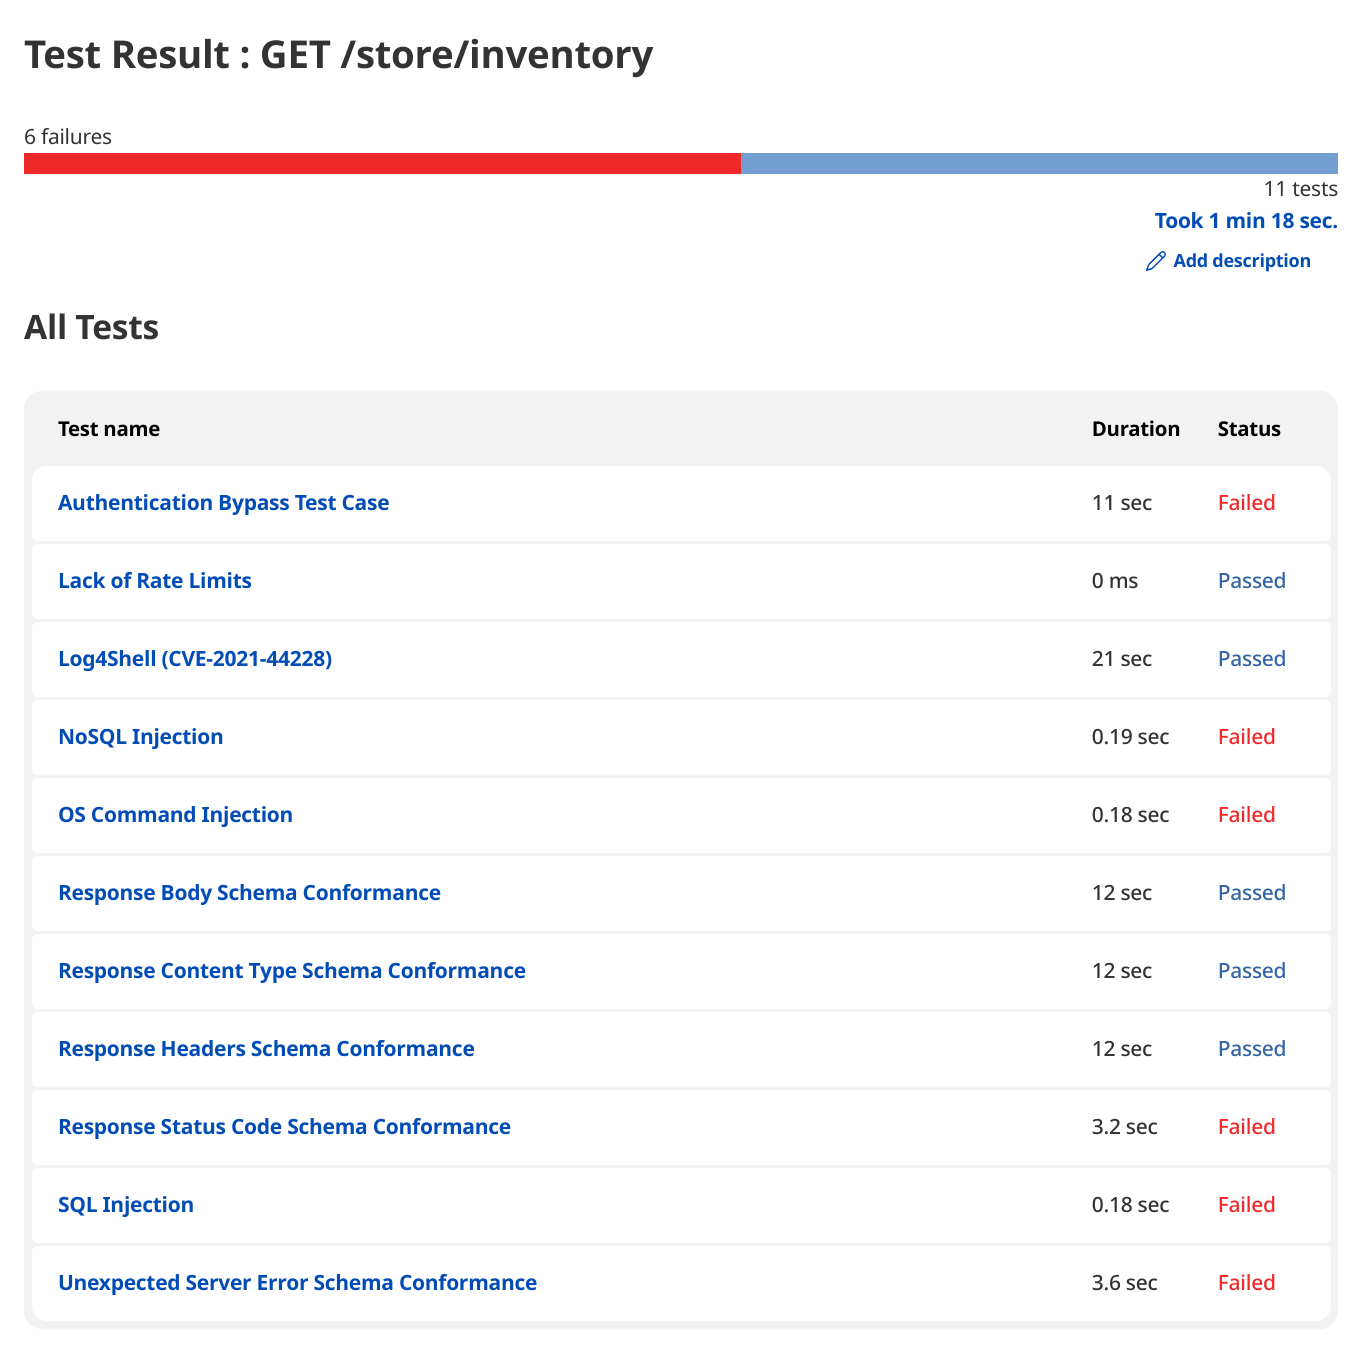 Test Result : GET /store/inventory
6 failures
11 tests
Took 1 min 18 sec.
Add description
All Tests
Test name Duration Status
Authentication Bypass Test Case 11 sec Failed
Lack of Rate Limits 0 ms Passed
Log4Shell (CVE-2021-44228) 21 sec Passed
NoSQL Injection 0.19 sec Failed
OS Command Injection 0.18 sec Failed
Response Body Schema Conformance 12 sec Passed
Response Content Type Schema Conformance 12 sec Passed
Response Headers Schema Conformance 12 sec Passed
Response Status Code Schema Conformance 3.2 sec Failed
SQL Injection 0.18 sec Failed
Unexpected Server Error Schema Conformance 3.6 sec Failed